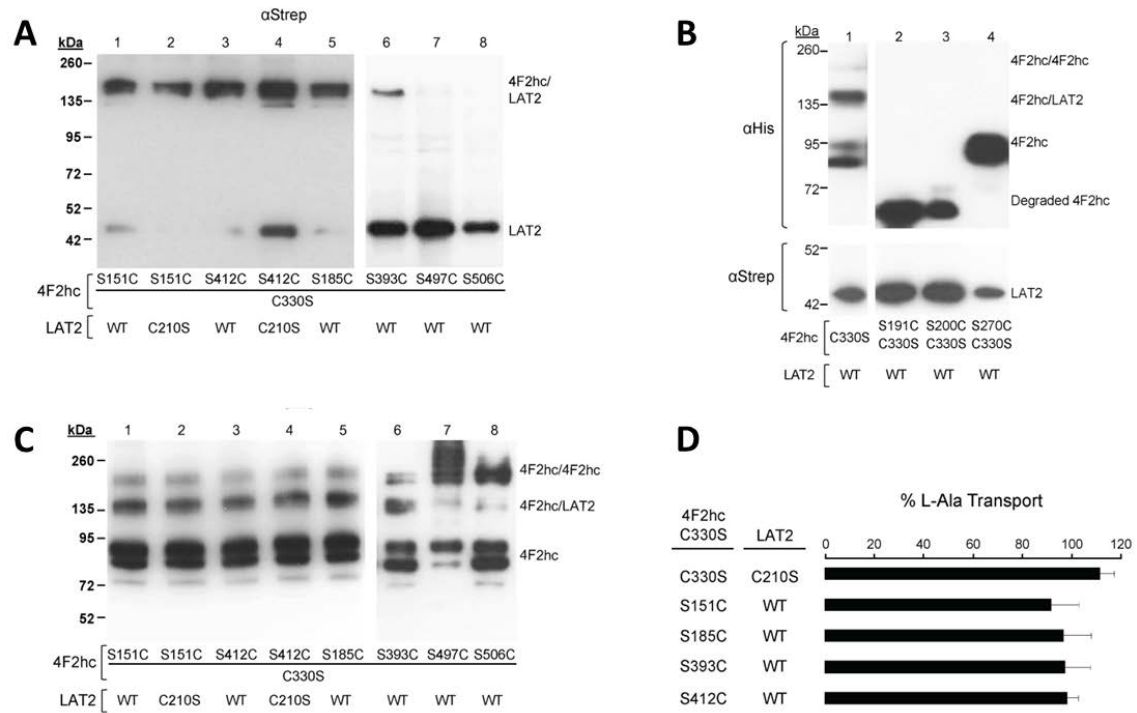 A
αStrep
kDa
1 2 3 4 5 6 7 8
260
135
95
72
52
42
4F2hc/
LAT2
LAT2
4F2hc
S151C S151C S412C S412C S185C S393C S497C S506C
C330S
LAT2
WT C210S WT C210S WT WT WT WT
B
kDa
1 2 3 4
αHis
260
135
95
72
4F2hc/4F2hc
4F2hc/LAT2
4F2hc
Degraded 4F2hc
αStrep
52
42
LAT2
4F2hc
C330S
S191C S200C S270C
C330S C330S C330S
LAT2
WT WT WT WT
C
kDa
1 2 3 4 5 6 7 8
260
135
95
72
52
4F2hc/4F2hc
4F2hc/LAT2
4F2hc
4F2hc
S151C S151C S412C S412C S185C S393C S497C S506C
C330S
LAT2
WT C210S WT C210S WT WT WT WT
D
% L-Ala Transport
4F2hc
C330S LAT2
0 20 40 60 80 100 120
C330S C210S
S151C WT
S185C WT
S393C WT
S412C WT